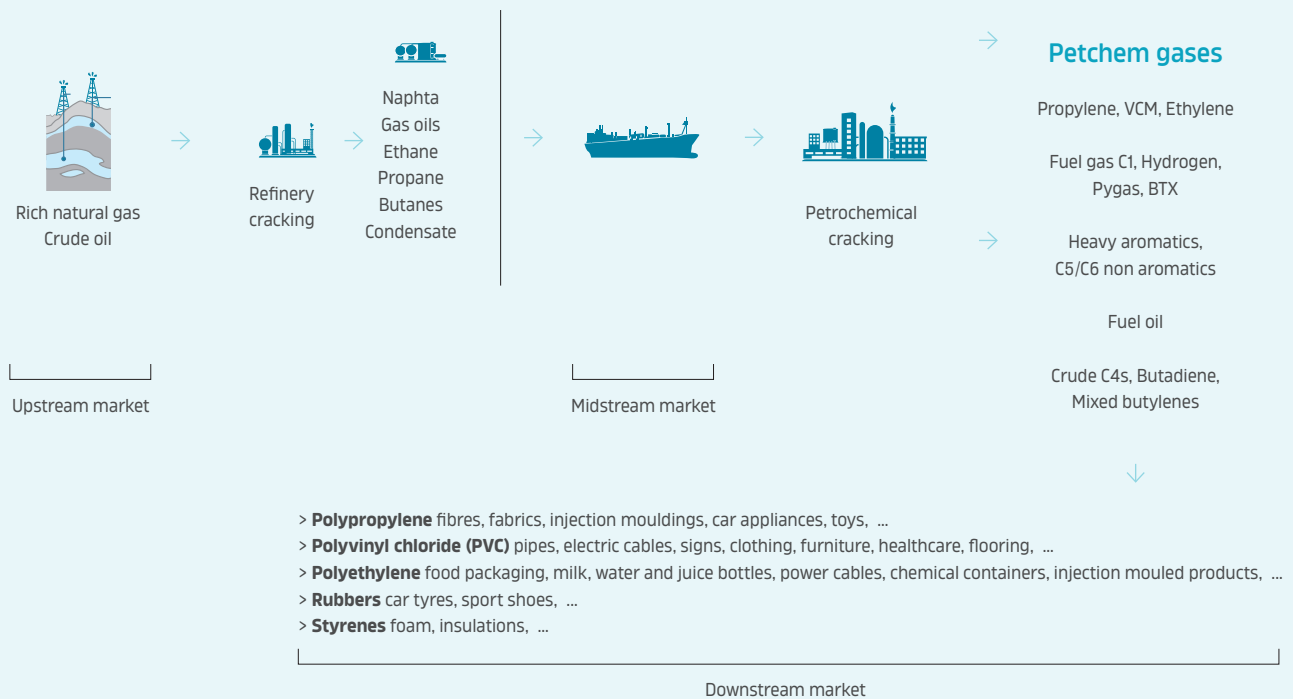 Rich natural gas
Crude oil
Refinery
cracking
Naphta
Gas oils
Ethane
Propane
Butanes
Condensate
Petrochemical
cracking
Petchem gases
Propylene, VCM, Ethylene
Fuel gas C1, Hydrogen,
Pygas, BTX
Heavy aromatics,
C5/C6 non aromatics
Fuel oil
Crude C4s, Butadiene,
Mixed butylenes
Upstream market
Midstream market
> Polypropylene fibres, fabrics, injection mouldings, car appliances, toys, ...
> Polyvinyl chloride (PVC) pipes, electric cables, signs, clothing, furniture, healthcare, flooring, ...
> Polyethylene food packaging, milk, water and juice bottles, power cables, chemical containers, injection mouled products, ...
> Rubbers car tyres, sport shoes, ...
> Styrenes foam, insulations, ...
Downstream market